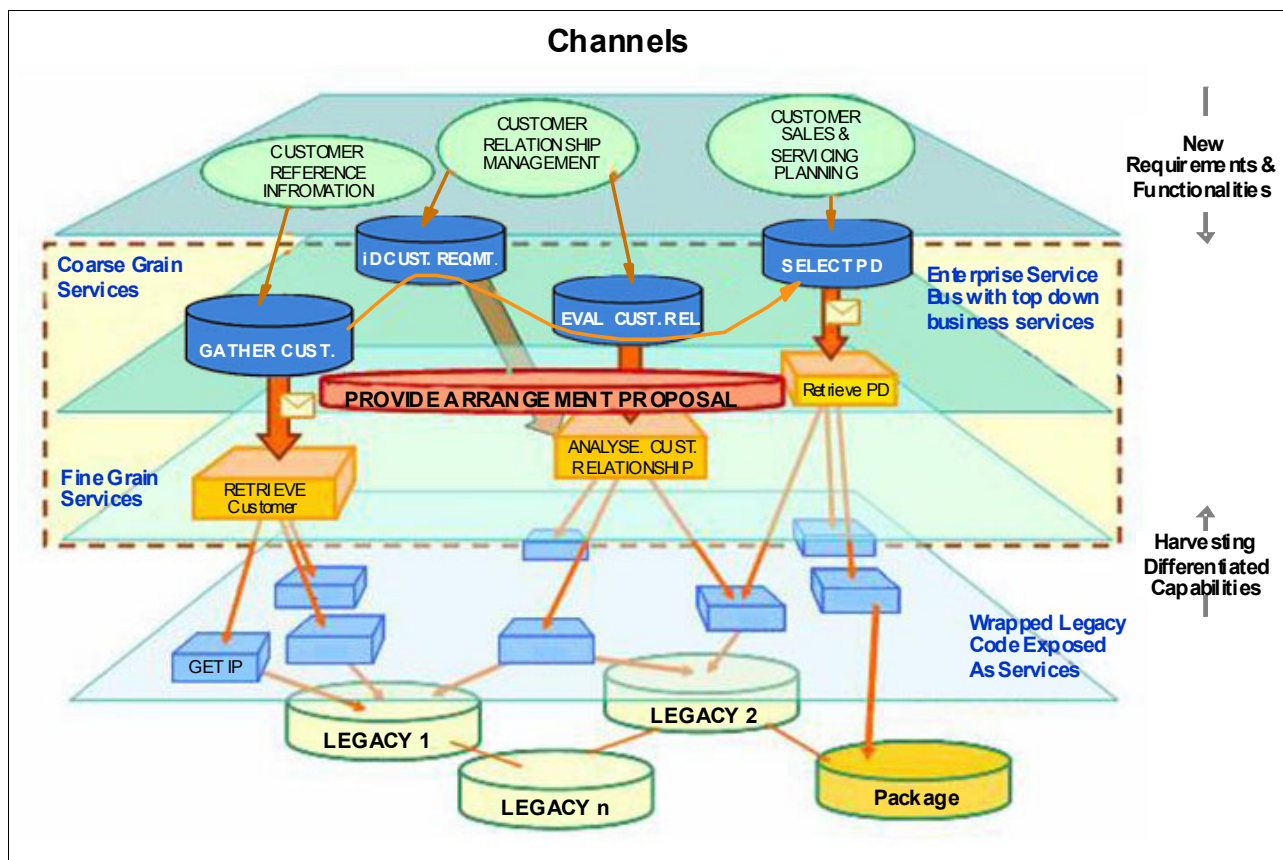 Channels
CUSTOMER
REFERENCE
INFROMATION
CUSTOMER
RELATIONSHIP
MANAGEMENT
CUSTOMER
SALES &
SERVICING
PLANNING
New
Requirements &
Functionalities
Coarse Grain
Services
iD CUST. REQMT.
SELECT PD
Enterprise Service
Bus with top down
business services
EVAL CUST. REL
GATHER CUST.
PROVIDE ARRANGEMENT PROPOSAL
Retrieve PD
ANALYSE. CUST.
RELATIONSHIP
Fine Grain
Services
RETRIEVE
Customer
Harvesting
Differentiated
Capabilities
Wrapped Legacy
Code Exposed
As Services
GET IP
LEGACY 1
LEGACY 2
LEGACY n
Package